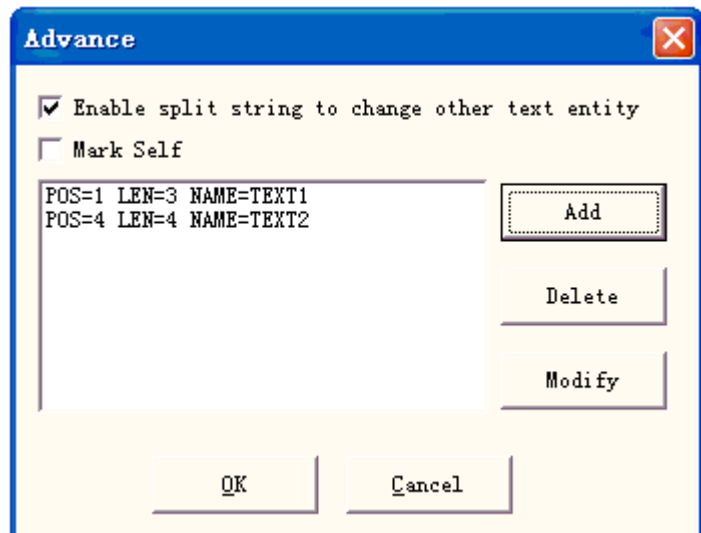 Advance
Enable split string to change other text entity
Mark Self
POS=1 LEN=3 NAME=TEXT1
POS=4 LEN=4 NAME=TEXT2
Add
Delete
Modify
OK
Cancel